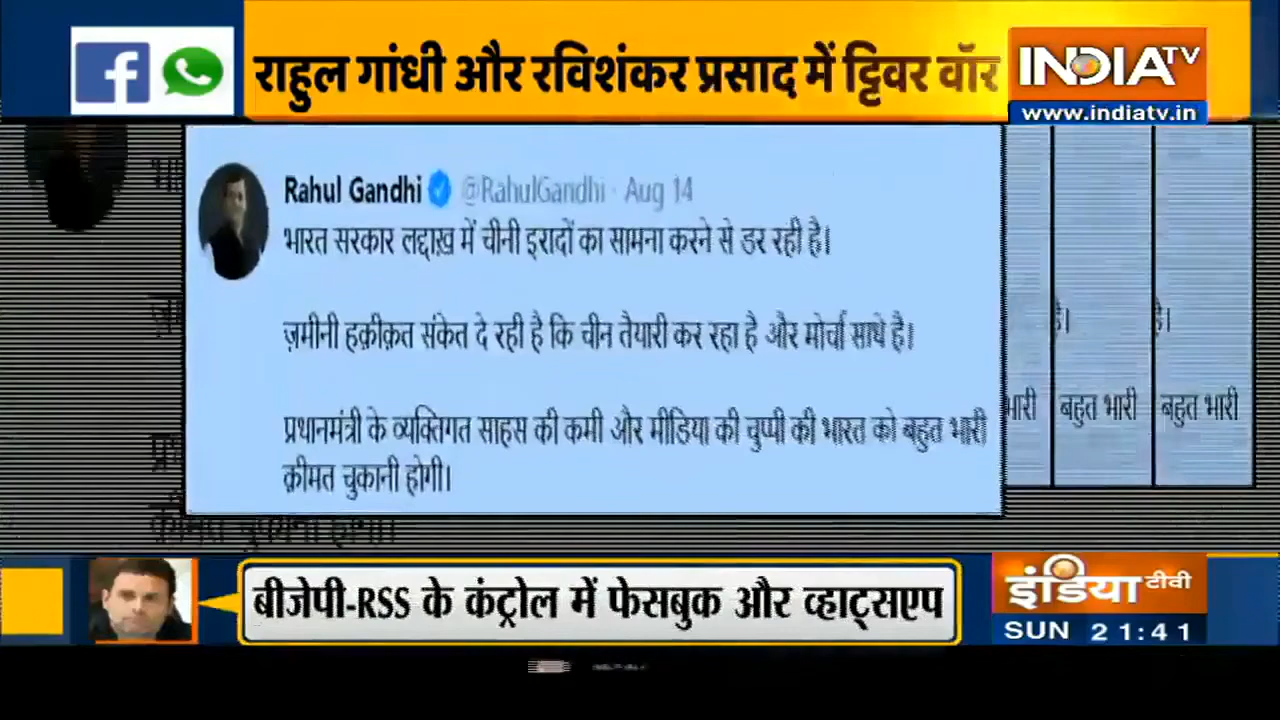 राहुल गांधी और रविशंकर प्रसाद में ट्विटर वॉर
INDIA TV
www.indiatv.in
Rahul Gandhi @RahulGandhi · Aug 14
भारत सरकार लद्दाख़ में चीनी इरादों का सामना करने से डर रही है।
ज़मीनी हक़ीक़त संकेत दे रही है कि चीन तैयारी कर रहा है और मोर्चा साधे है।
प्रधानमंत्री के व्यक्तिगत साहस की कमी और मीडिया की चुप्पी की भारत को बहुत भारी
क़ीमत चुकानी होगी।
है।
है।
भारी
बहुत भारी
बहुत भारी
बीजेपी-RSS के कंट्रोल में फेसबुक और व्हाट्सएप
इंडिया टीवी
SUN 21:41